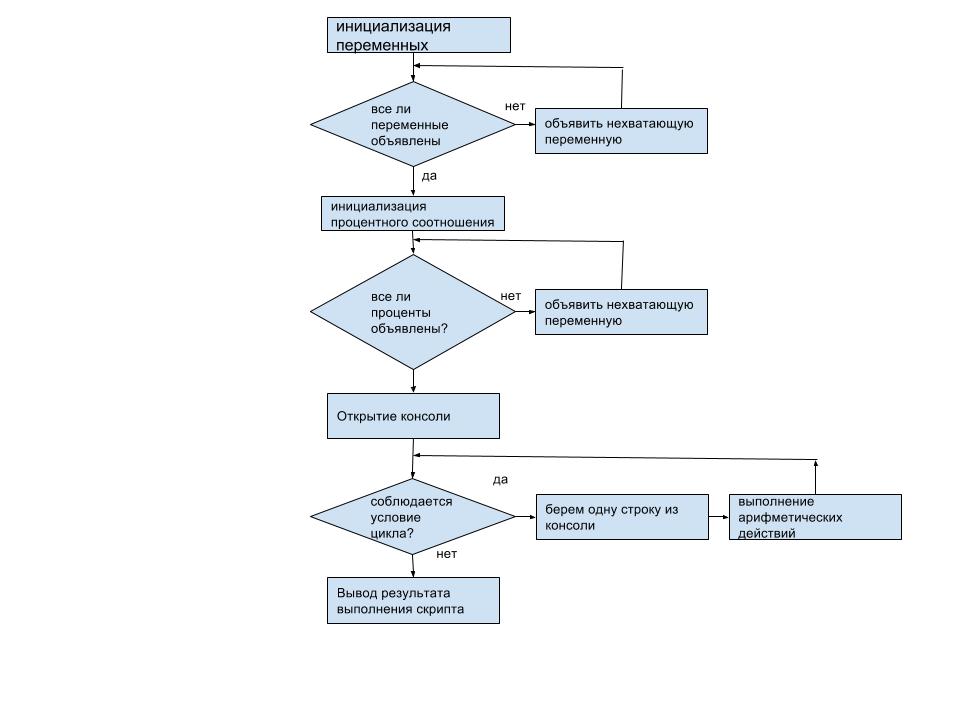 инициализация
переменных
все ли
переменные
объявлены
нет
объявить нехватающую
переменную
да
инициализация
процентного соотношения
все ли
проценты
объявлены?
нет
объявить нехватающую
переменную
Открытие консоли
соблюдается
условие
цикла?
да
берем одну строку из
консоли
выполнение
арифметических
действий
нет
Вывод результата
выполнения скрипта